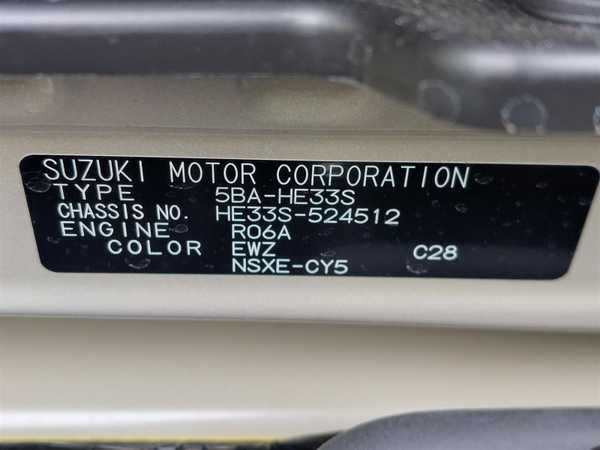 SUZUKI MOTOR CORPORATION
TYPE 5BA-HE33S
CHASSIS NO. HE33S-524512
ENGINE R06A
COLOR EWZ C28
NSXE-CY5